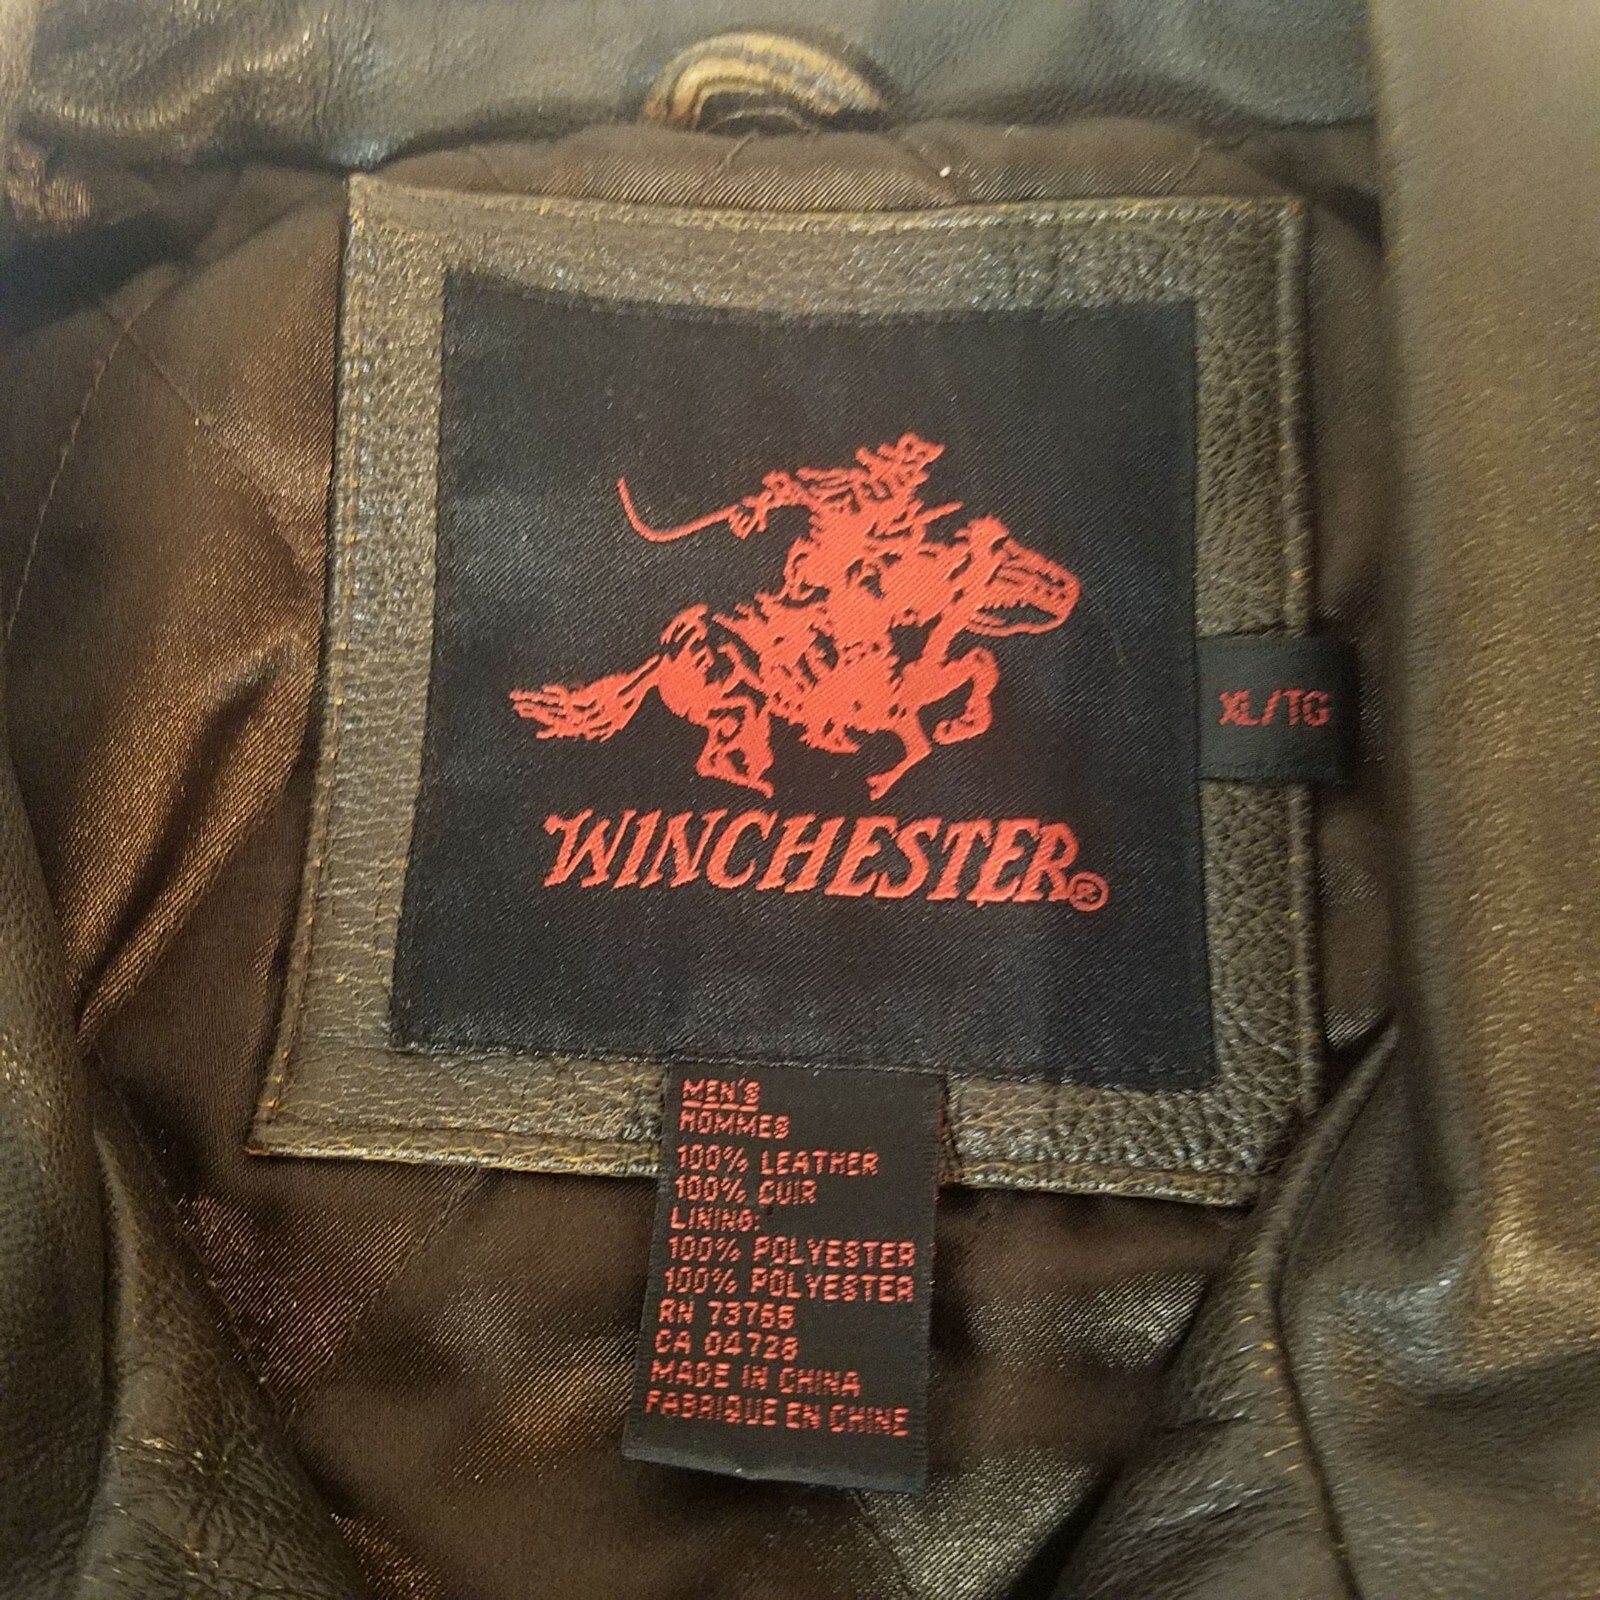 WINCHESTER®
XL/TG
MEN'S
HOMMES
100% LEATHER
100% CUIR
LINING:
100% POLYESTER
100% POLYESTER
RN 73765
CA 04728
MADE IN CHINA
FABRIQUE EN CHINE